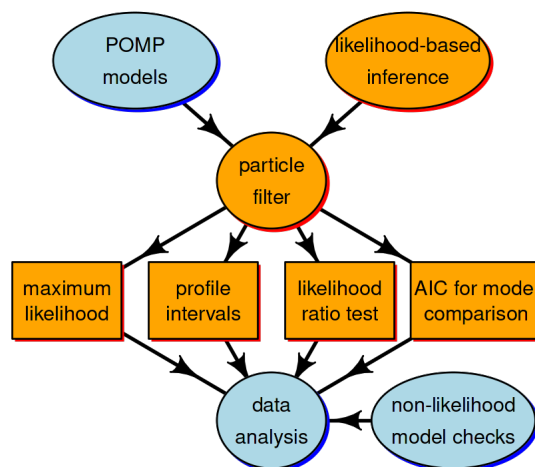 POMP
models
likelihood-based
inference
particle
filter
maximum
likelihood
profile
intervals
likelihood
ratio test
AIC for model
comparison
data
analysis
non-likelihood
model checks